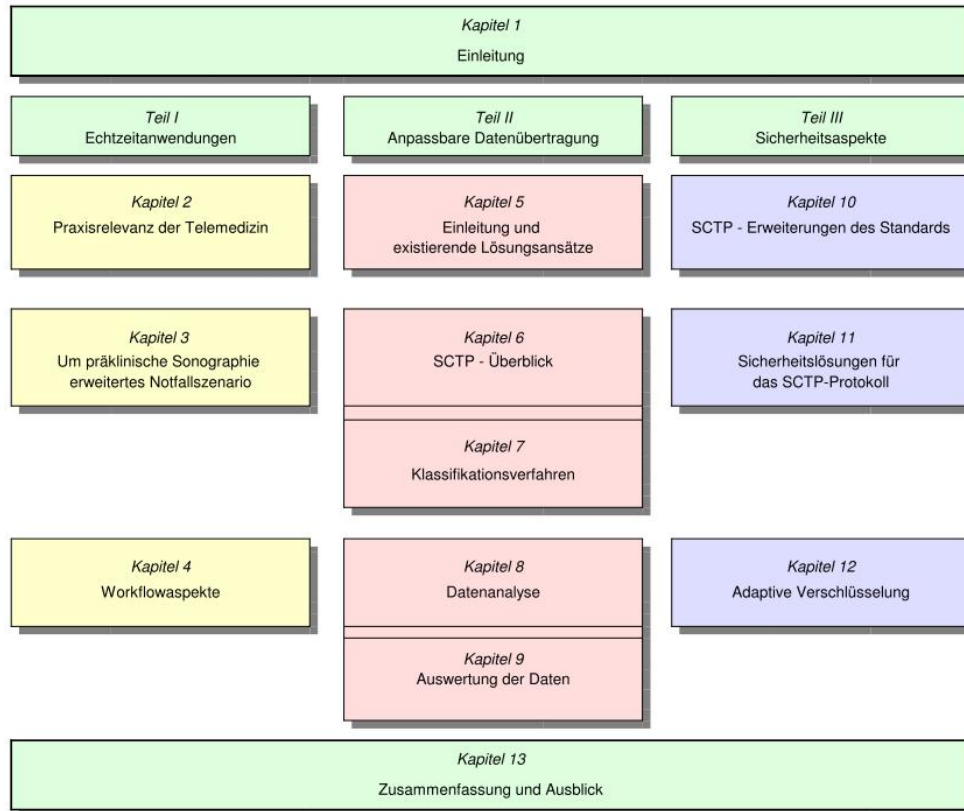 Kapitel 1
Einleitung
Teil I
Echtzeitanwendungen
Teil II
Anpassbare Datenübertragung
Teil III
Sicherheitsaspekte
Kapitel 2
Praxisrelevanz der Telemedizin
Kapitel 5
Einleitung und
existierende Lösungsansätze
Kapitel 10
SCTP - Erweiterungen des Standards
Kapitel 3
Um präklinische Sonographie
erweitertes Notfallszenario
Kapitel 6
SCTP - Überblick
Kapitel 11
Sicherheitslösungen für
das SCTP-Protokoll
Kapitel 7
Klassifikationsverfahren
Kapitel 4
Workflowaspekte
Kapitel 8
Datenanalyse
Kapitel 12
Adaptive Verschlüsselung
Kapitel 9
Auswertung der Daten
Kapitel 13
Zusammenfassung und Ausblick